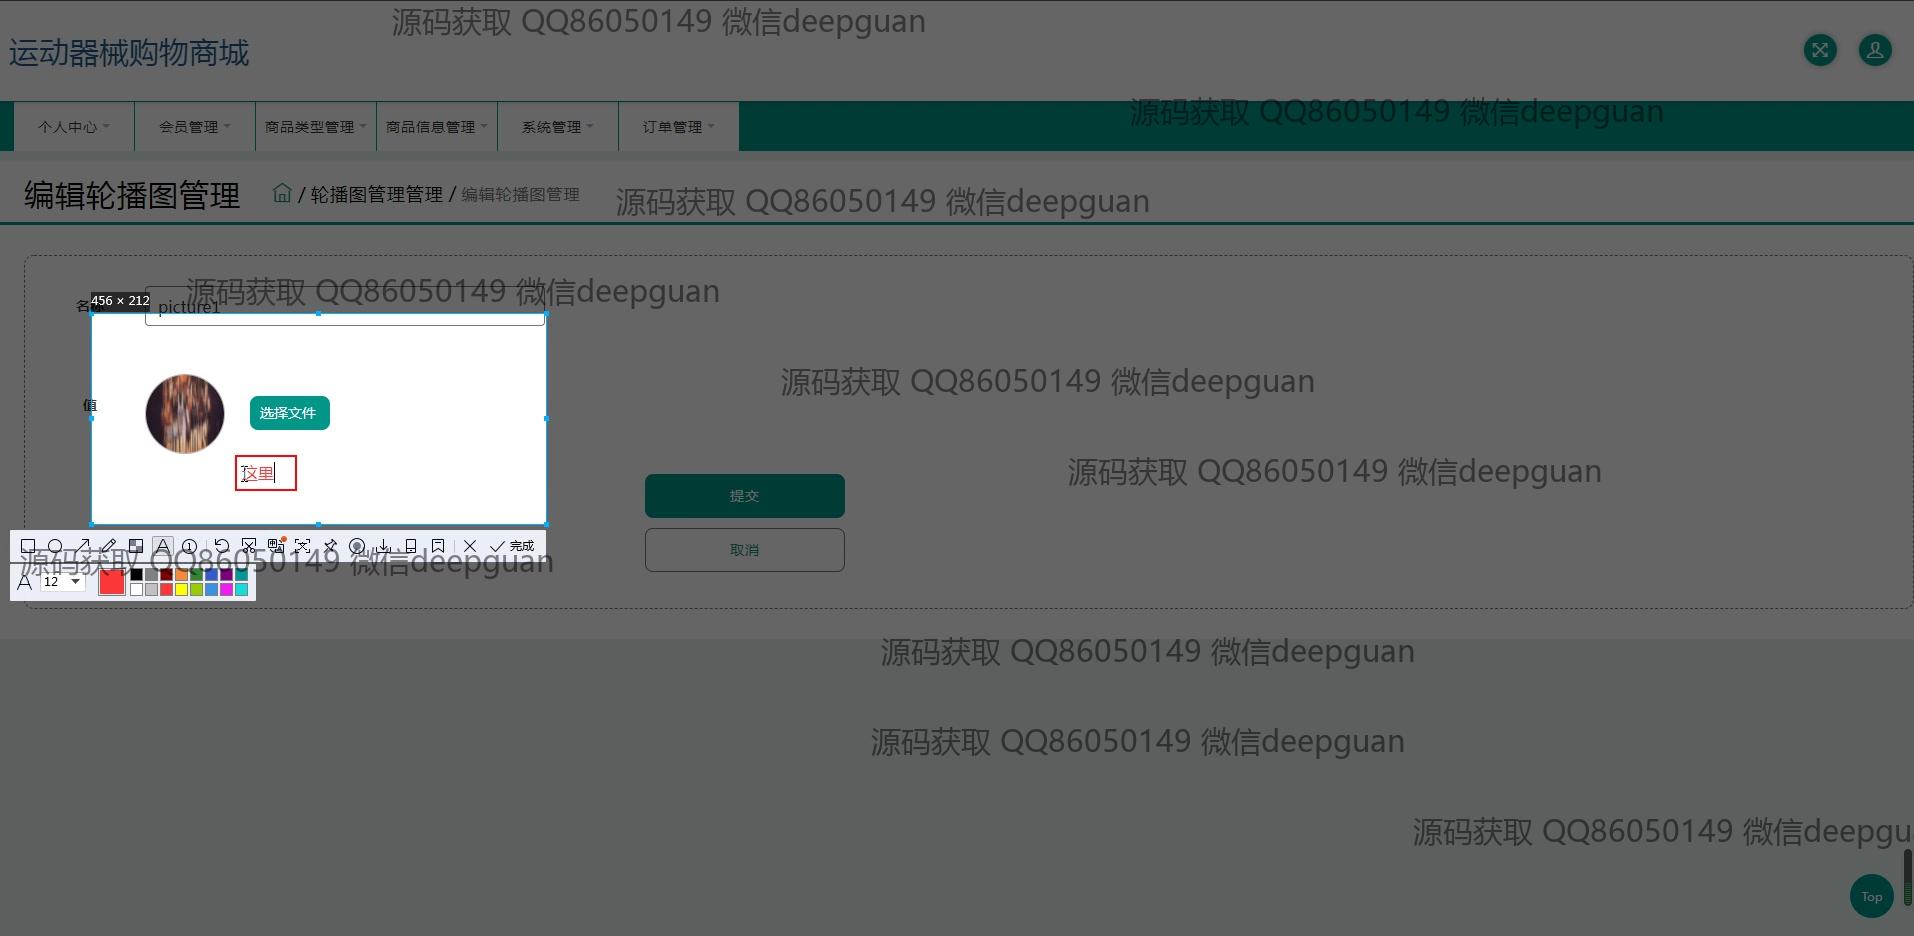 源码获取 QQ86050149 微信deepguan
运动器械购物商城
源码获取 QQ86050149 微信deepguan
个人中心 会员管理 商品类型管理 商品信息管理 系统管理 订单管理
编辑轮播图管理 / 轮播图管理管理 / 编辑轮播图管理
源码获取 QQ86050149 微信deepguan
源码获取 QQ86050149 微信deepguan
456 × 212
名称 picture1
源码获取 QQ86050149 微信deepguan
值 选择文件
这里
源码获取 QQ86050149 微信deepguan
提交
取消
完成
源码获取 QQ86050149 微信deepguan
12
源码获取 QQ86050149 微信deepguan
源码获取 QQ86050149 微信deepguan
源码获取 QQ86050149 微信deepgu
Top